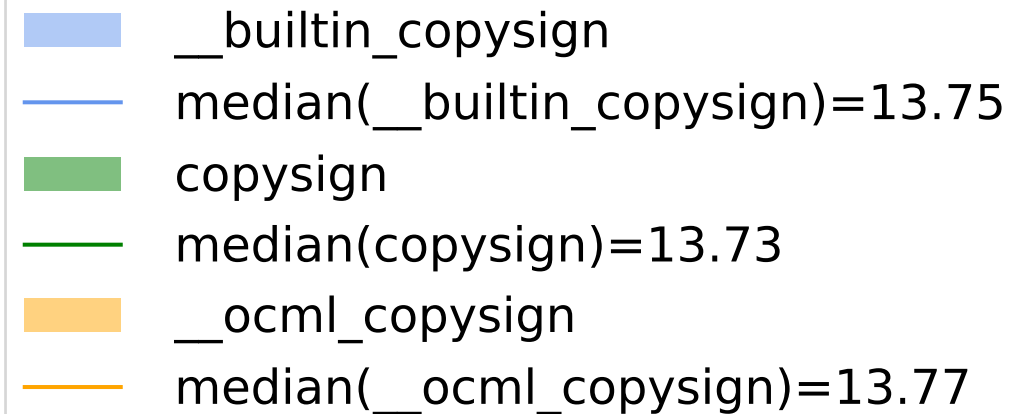 __builtin_copysign
median(__builtin_copysign)=13.75
copysign
median(copysign)=13.73
__ocml_copysign
median(__ocml_copysign)=13.77